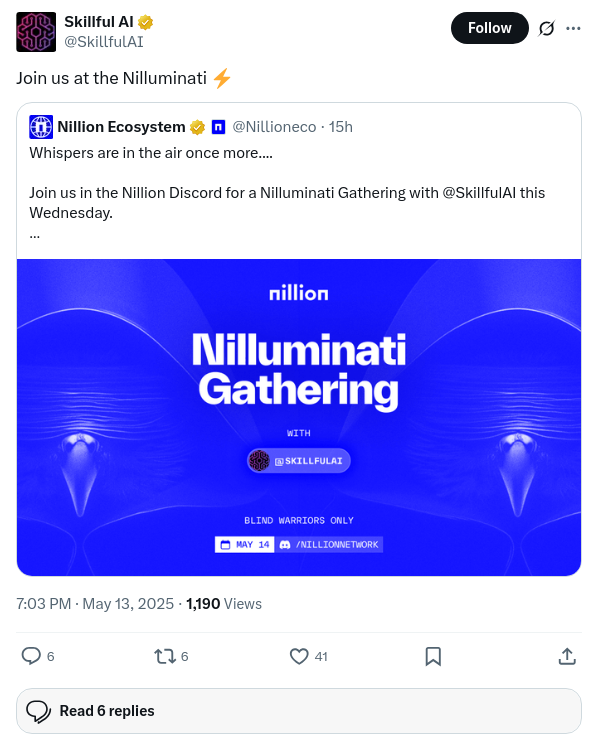 Skillful AI
@SkillfulAI
Follow
Join us at the Nilluminati ⚡
Nillion Ecosystem @Nillioneco · 15h
Whispers are in the air once more....
Join us in the Nillion Discord for a Nilluminati Gathering with @SkillfulAI this
Wednesday.
...
nillion
Nilluminati
Gathering
WITH
@SKILLFULAI
BLIND WARRIORS ONLY
MAY 14 /NILLIONNETWORK
7:03 PM · May 13, 2025 · 1,190 Views
6 6 41
Read 6 replies